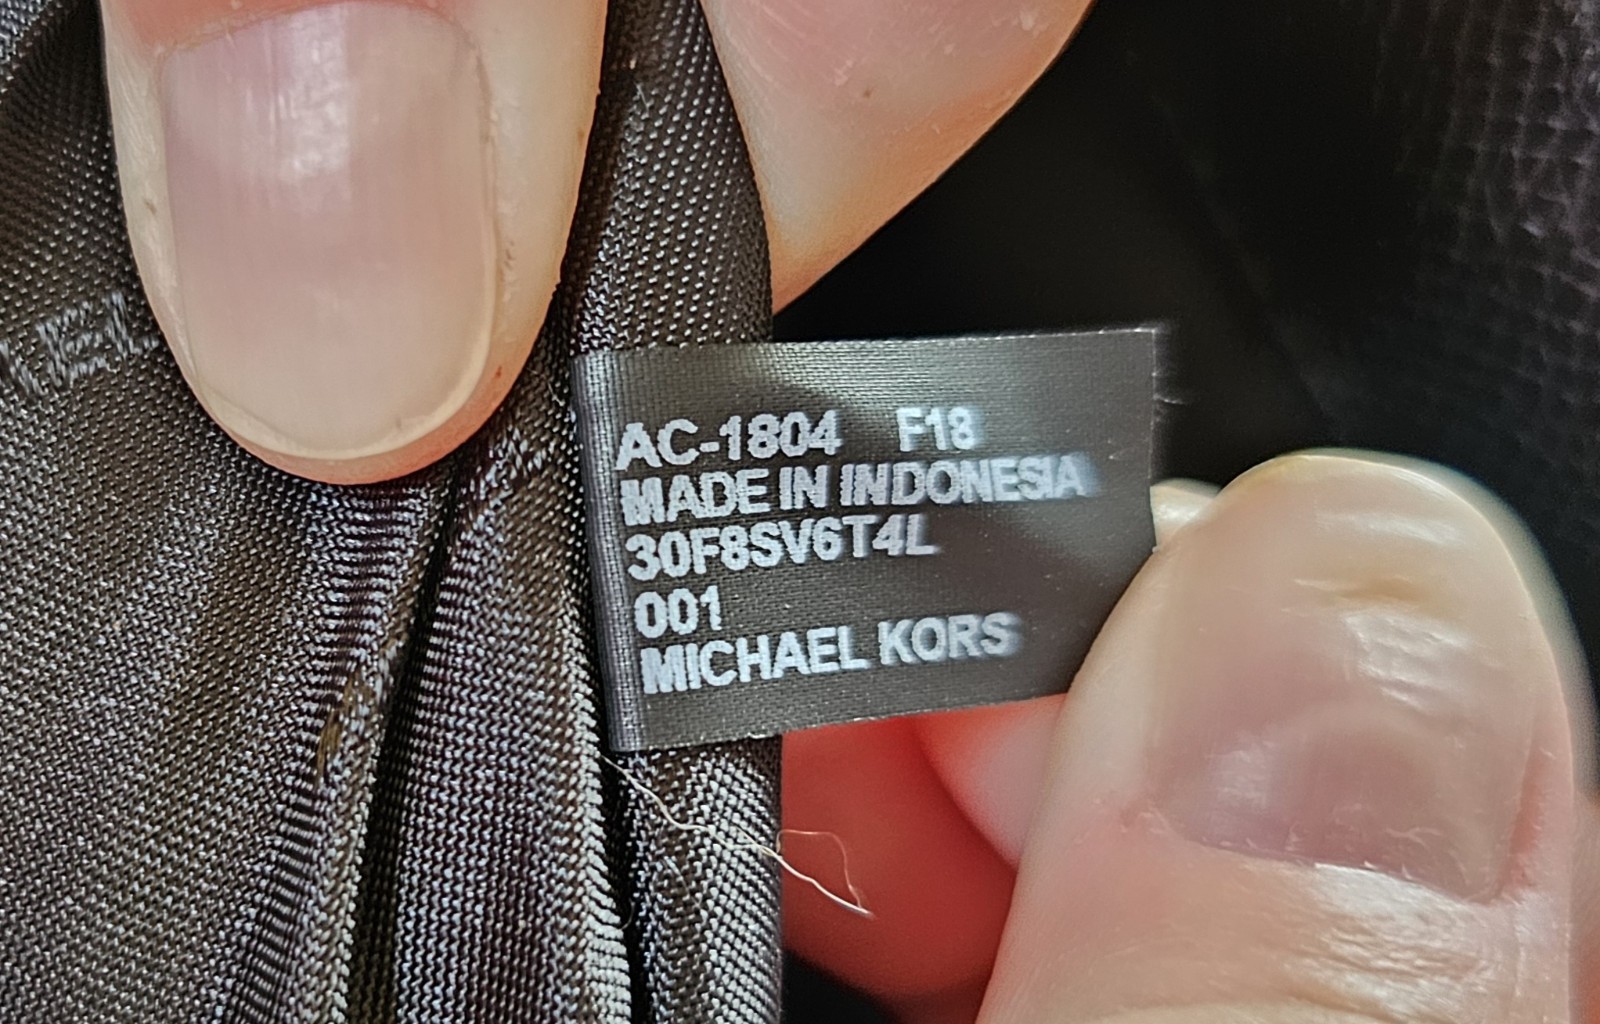 AC-1804 F18
MADE IN INDONESIA
30F8SV6T4L
001
MICHAEL KORS